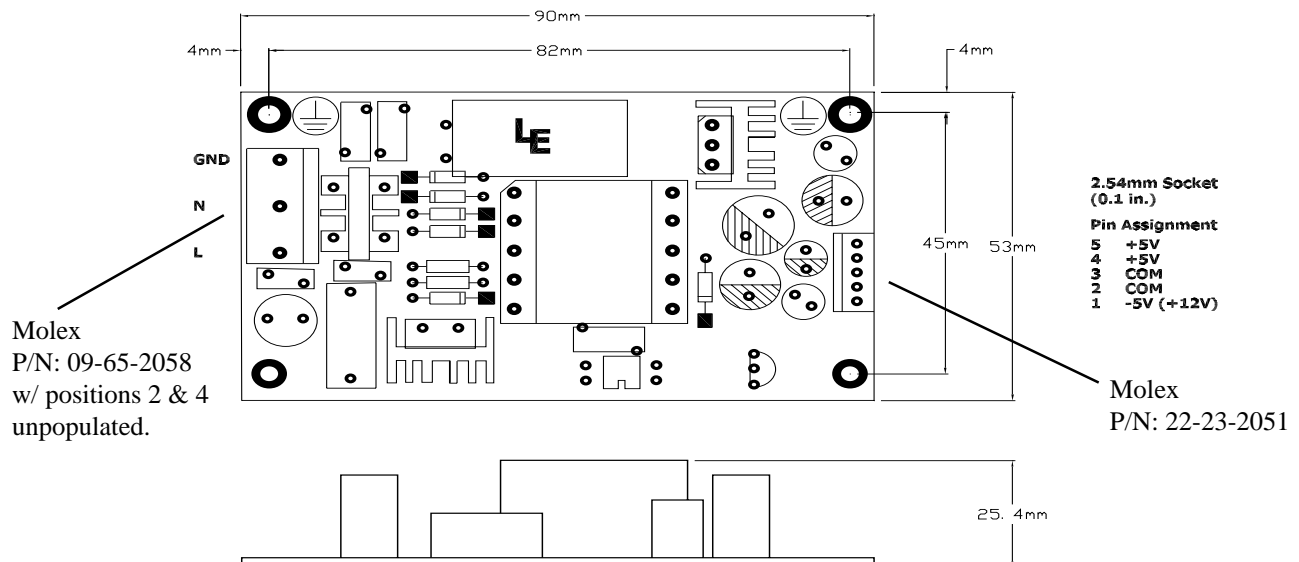 90mm
4mm
82mm
4mm
LE
GND
N
L
45mm
53mm
2.54mm Socket
(0.1 in.)
Pin Assignment
5 +5V
4 +5V
3 COM
2 COM
1 -5V (+12V)
Molex
P/N: 09-65-2058
w/ positions 2 & 4
unpopulated.
Molex
P/N: 22-23-2051
25. 4mm